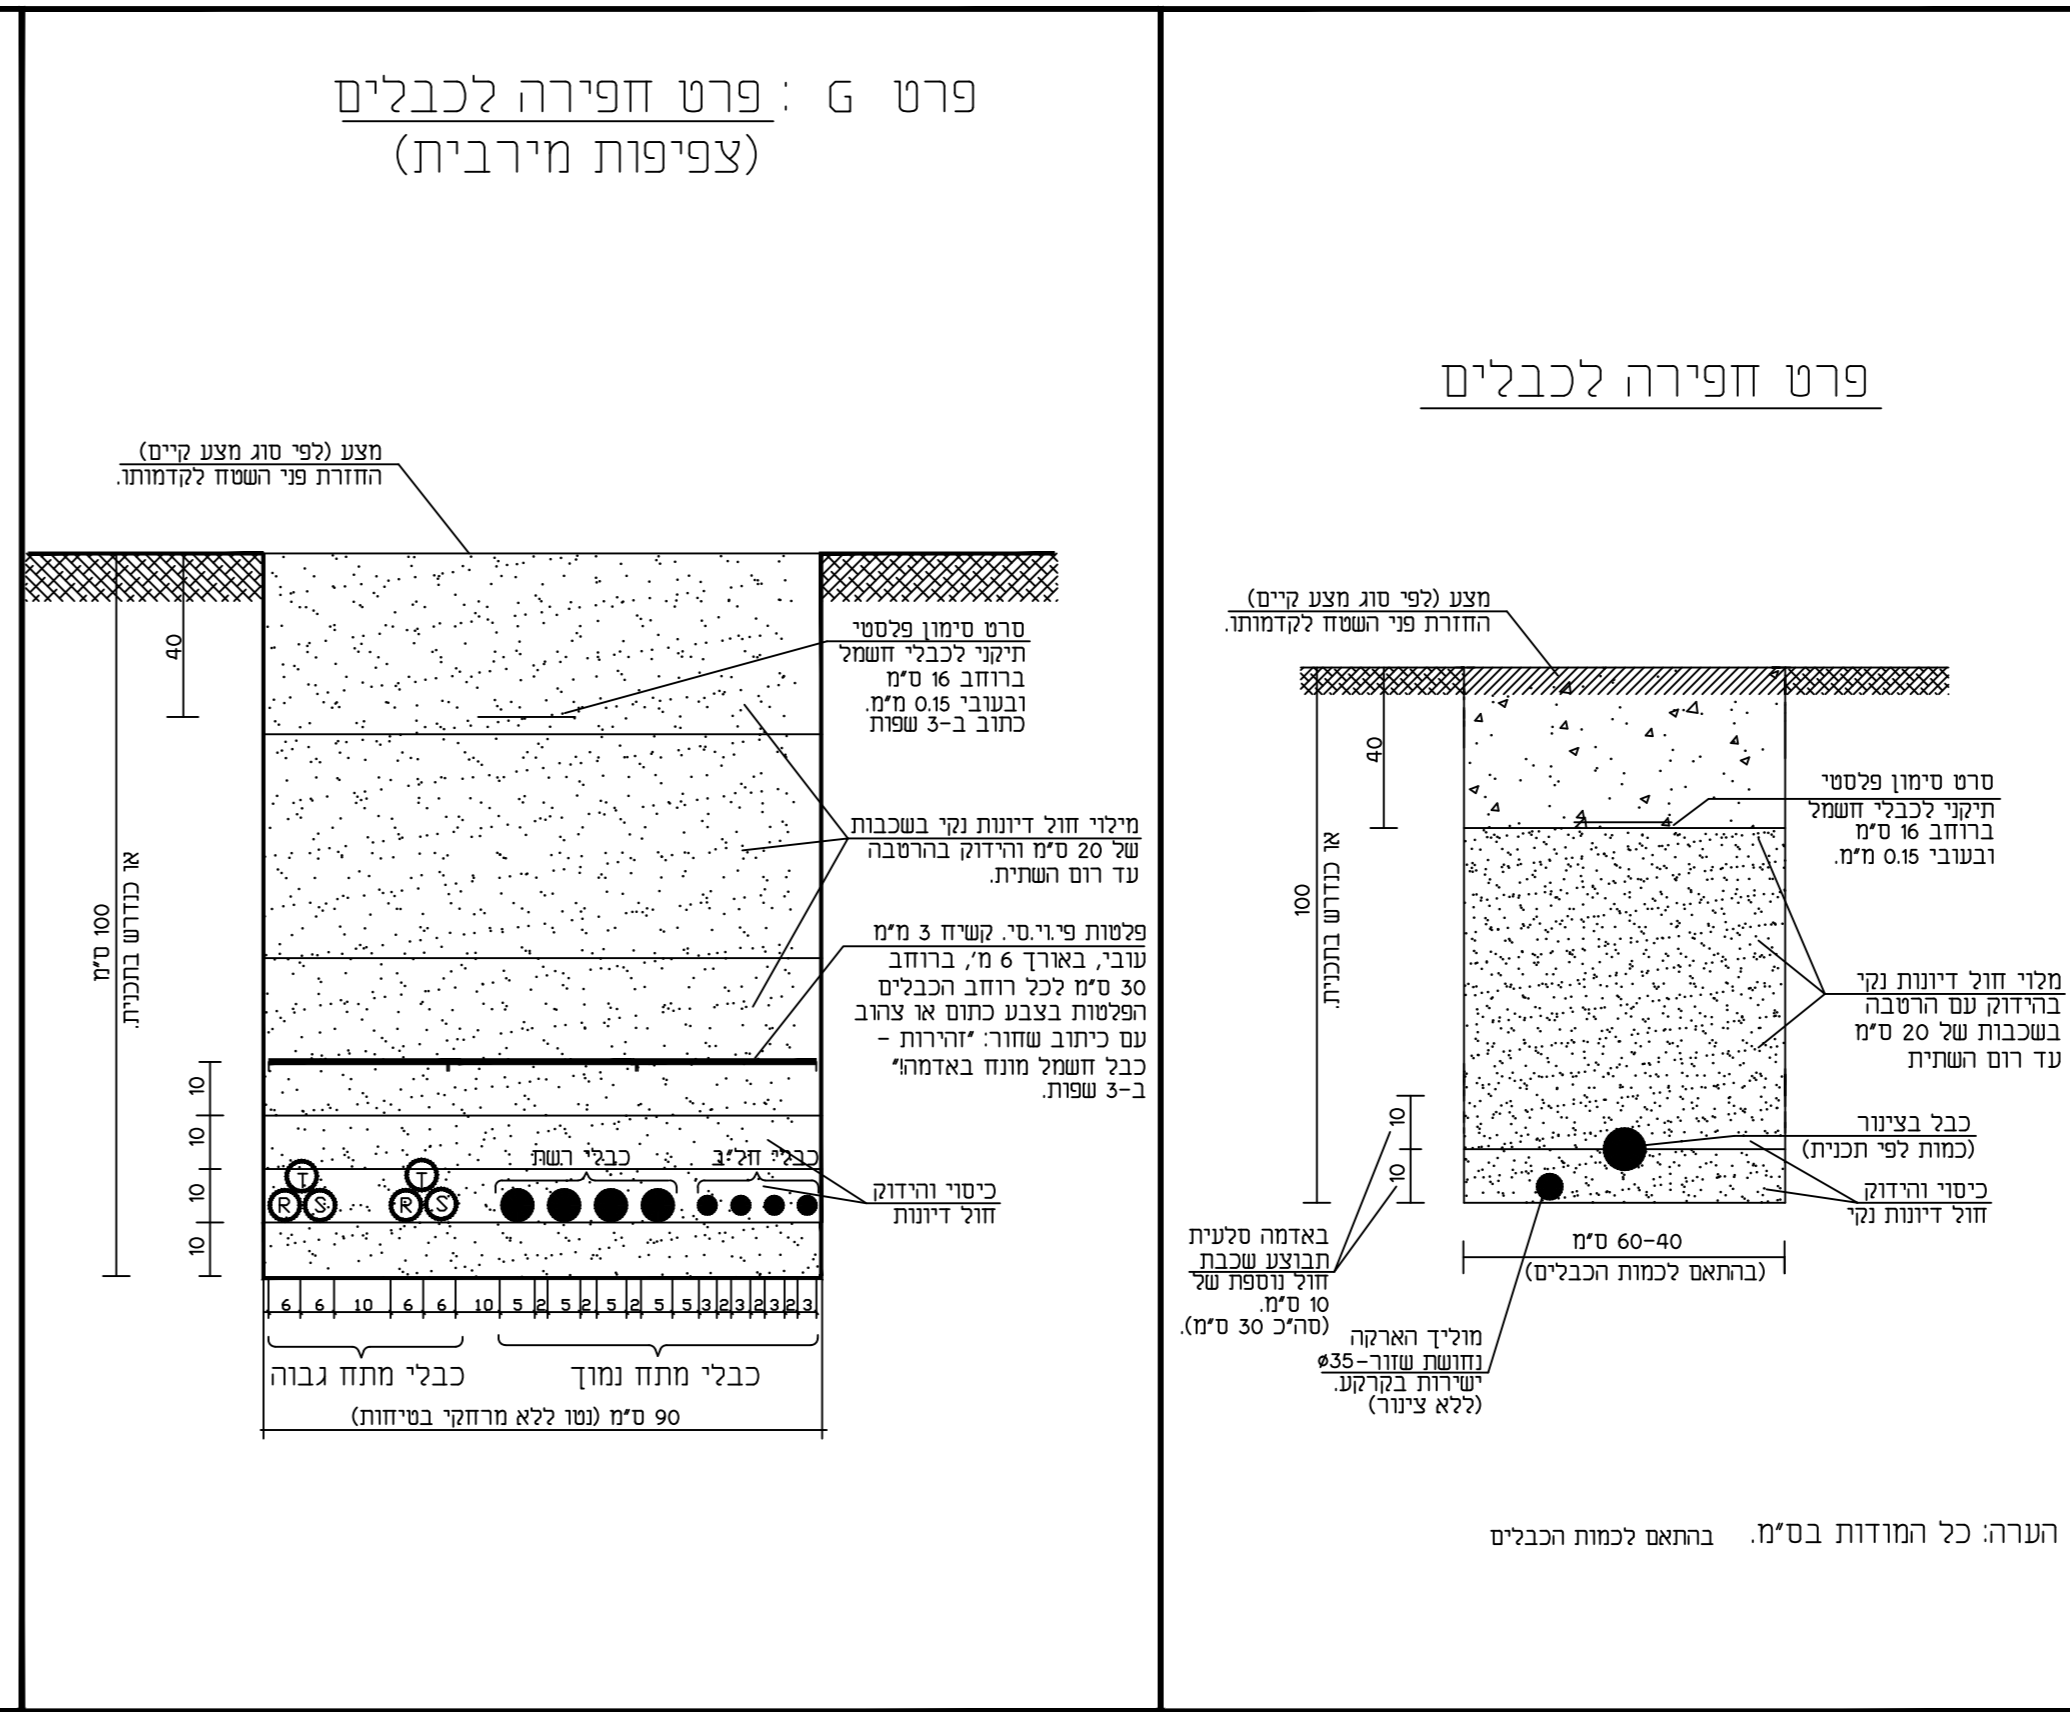 פרט G : פרט חפירה לכבלים
(צפיפות מירבית)
מצע (לפי סוג מצע קיים)
החזרת פני השטח לקדמותו.
40
100 ס"מ
או כנדרש בתכנית.
סרט סימון פלסטי
תיקני לכבלי חשמל
ברוחב 16 ס"מ
ובעובי 0.15 מ"מ.
כתוב ב-3 שפות
מילוי חול דיונות נקי בשכבות
של 20 ס"מ והידוק בהרטבה
עד רום השתית.
פלטות פי.וי.סי. קשיח 3 מ"מ
עובי, באורך 6 מ', ברוחב
30 ס"מ לכל רוחב הכבלים
הפלטות בצבע כתום או צהוב
עם כיתוב שחור: "זהירות -
כבל חשמל מונח באדמה!"
ב-3 שפות.
10
10
10
10
כבלי רשת
כבלי חל"ב
T
R S
T
R S
כיסוי והידוק
חול דיונות
6 6 10 6 6 10 5 2 5 2 5 2 5 5 3 2 3 2 3 2 3
כבלי מתח גבוה
כבלי מתח נמוך
90 ס"מ (נטו ללא מרחקי בטיחות)
פרט חפירה לכבלים
מצע (לפי סוג מצע קיים)
החזרת פני השטח לקדמותו.
40
100
או כנדרש בתכנית.
סרט סימון פלסטי
תיקני לכבלי חשמל
ברוחב 16 ס"מ
ובעובי 0.15 מ"מ.
מלוי חול דיונות נקי
בהידוק עם הרטבה
בשכבות של 20 ס"מ
עד רום השתית
10
10
כבל בצינור
(כמות לפי תכנית)
כיסוי והידוק
חול דיונות נקי
באדמה סלעית
תבוצע שכבת
חול נוספת של
10 ס"מ.
(סה"כ 30 ס"מ).
60-40 ס"מ
(בהתאם לכמות הכבלים)
מוליך הארקה
נחושת שזור-35ø
ישירות בקרקע.
(ללא צינור)
הערה: כל המודות בס"מ. בהתאם לכמות הכבלים